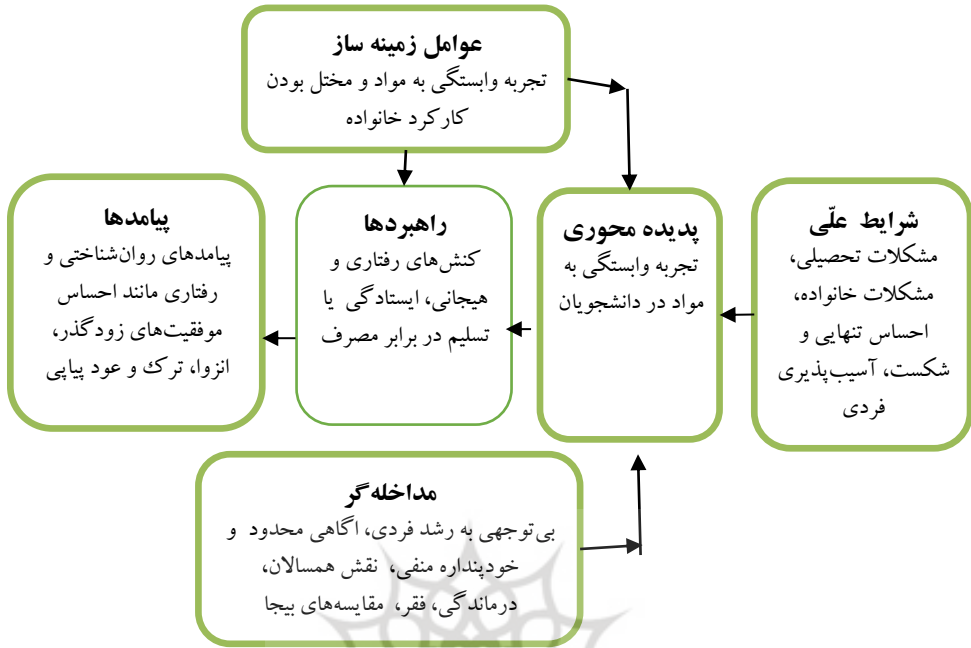 عوامل زمینه ساز
تجربه وابستگی به مواد و مختل بودن
کارکرد خانواده
شرایط علّی
مشکلات تحصیلی،
مشکلات خانواده،
احساس تنهایی و
شکست، آسیب‌پذیری
فردی
پدیده محوری
تجربه وابستگی به
مواد در دانشجویان
راهبردها
کنش‌های رفتاری و
هیجانی، ایستادگی یا
تسلیم در برابر مصرف
پیامدها
پیامدهای روان‌شناختی و
رفتاری مانند احساس
موفقیت‌های زودگذر،
انزوا، ترک و عود پیاپی
مداخله‌گر
بی‌توجهی به رشد فردی، اگاهی محدود و
خودپنداره منفی، نقش همسالان،
درماندگی، فقر، مقایسه‌های بیجا